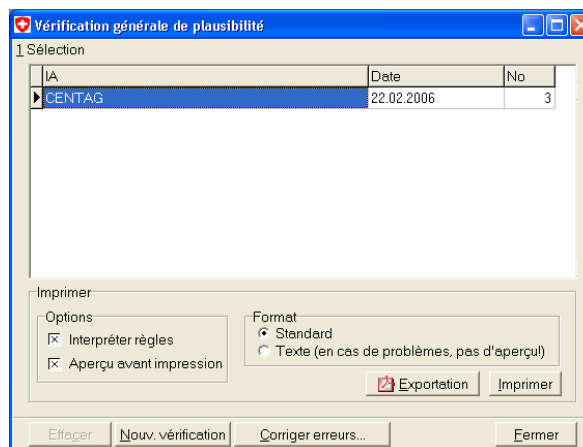 Vérification générale de plausibilité
1 Sélection
IA Date No
CENTAG 22.02.2006 3
Imprimer
Options
Interpréter règles
Aperçu avant impression
Format
Standard
Texte (en cas de problèmes, pas d'aperçu!)
Exportation Imprimer
Effacer Nouv. vérification Corriger erreurs... Fermer